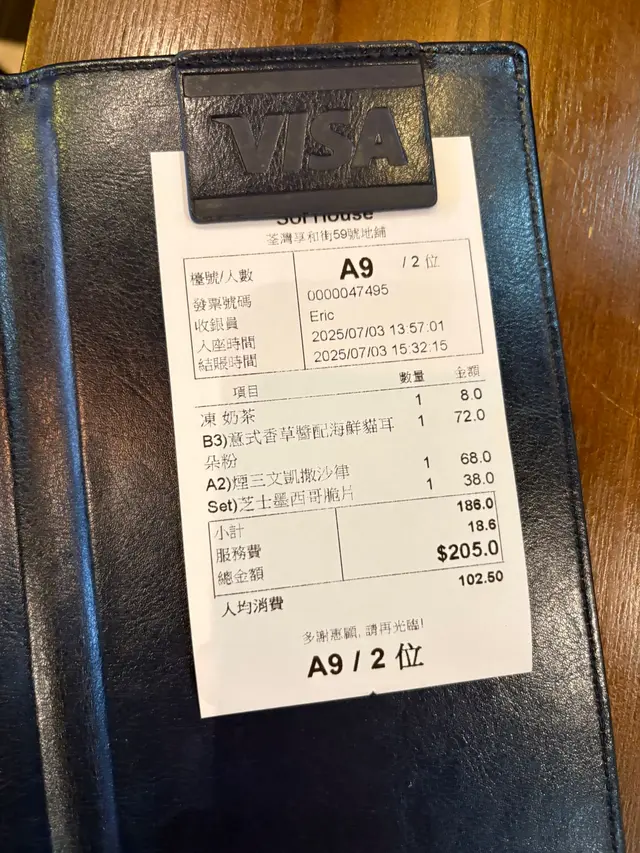 VISA
Sol House
荃灣享和街59號地舖
檯號/人數 A9 / 2 位
發票號碼 0000047495
收銀員 Eric
入座時間 2025/07/03 13:57:01
結賬時間 2025/07/03 15:32:15
項目 數量 金額
凍 奶茶 1 8.0
B3)意式香草醬配海鮮貓耳 1 72.0
朵粉
A2)煙三文凱撒沙律 1 68.0
Set)芝士墨西哥脆片 1 38.0
小計 186.0
服務費 18.6
總金額 $205.0
人均消費 102.50
多謝惠顧, 請再光臨!
A9 / 2 位